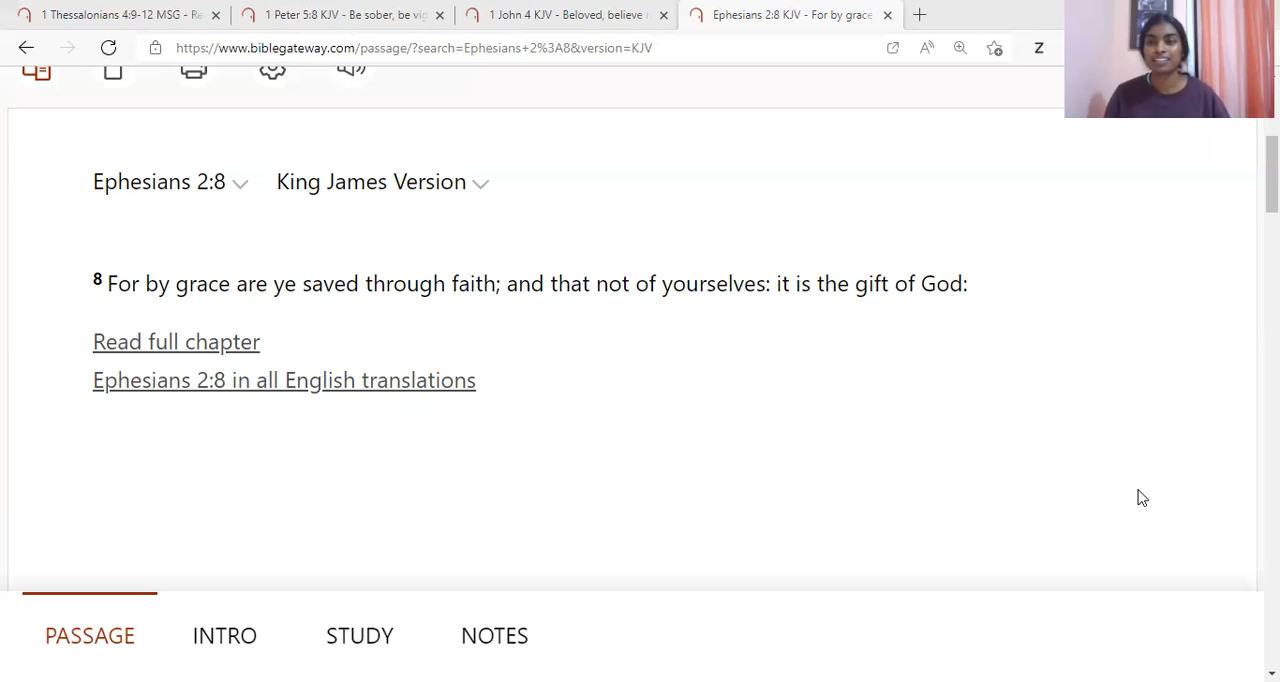 1 Thessalonians 4:9-12 MSG - Re
1 Peter 5:8 KJV - Be sober, be vig
1 John 4 KJV - Beloved, believe
Ephesians 2:8 KJV - For by grace
https://www.biblegateway.com/passage/?search=Ephesians+2%3A8&version=KJV
Z
Ephesians 2:8
King James Version
8 For by grace are ye saved through faith; and that not of yourselves: it is the gift of God:
Read full chapter
Ephesians 2:8 in all English translations
PASSAGE
INTRO
STUDY
NOTES